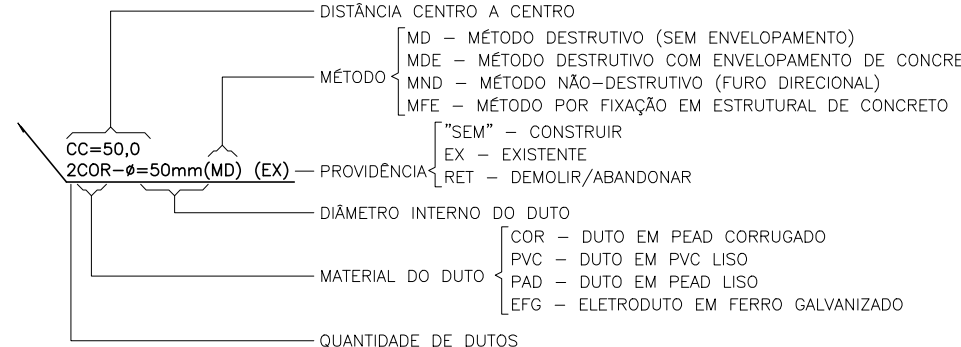 DISTÂNCIA CENTRO A CENTRO
MÉTODO
MD – MÉTODO DESTRUTIVO (SEM ENVELOPAMENTO)
MDE – MÉTODO DESTRUTIVO COM ENVELOPAMENTO DE CONCRE
MND – MÉTODO NÃO–DESTRUTIVO (FURO DIRECIONAL)
MFE – MÉTODO POR FIXAÇÃO EM ESTRUTURAL DE CONCRETO
CC=50,0
2COR–ø=50mm(MD) (EX)
PROVIDÊNCIA
"SEM" – CONSTRUIR
EX – EXISTENTE
RET – DEMOLIR/ABANDONAR
DIÂMETRO INTERNO DO DUTO
MATERIAL DO DUTO
COR – DUTO EM PEAD CORRUGADO
PVC – DUTO EM PVC LISO
PAD – DUTO EM PEAD LISO
EFG – ELETRODUTO EM FERRO GALVANIZADO
QUANTIDADE DE DUTOS